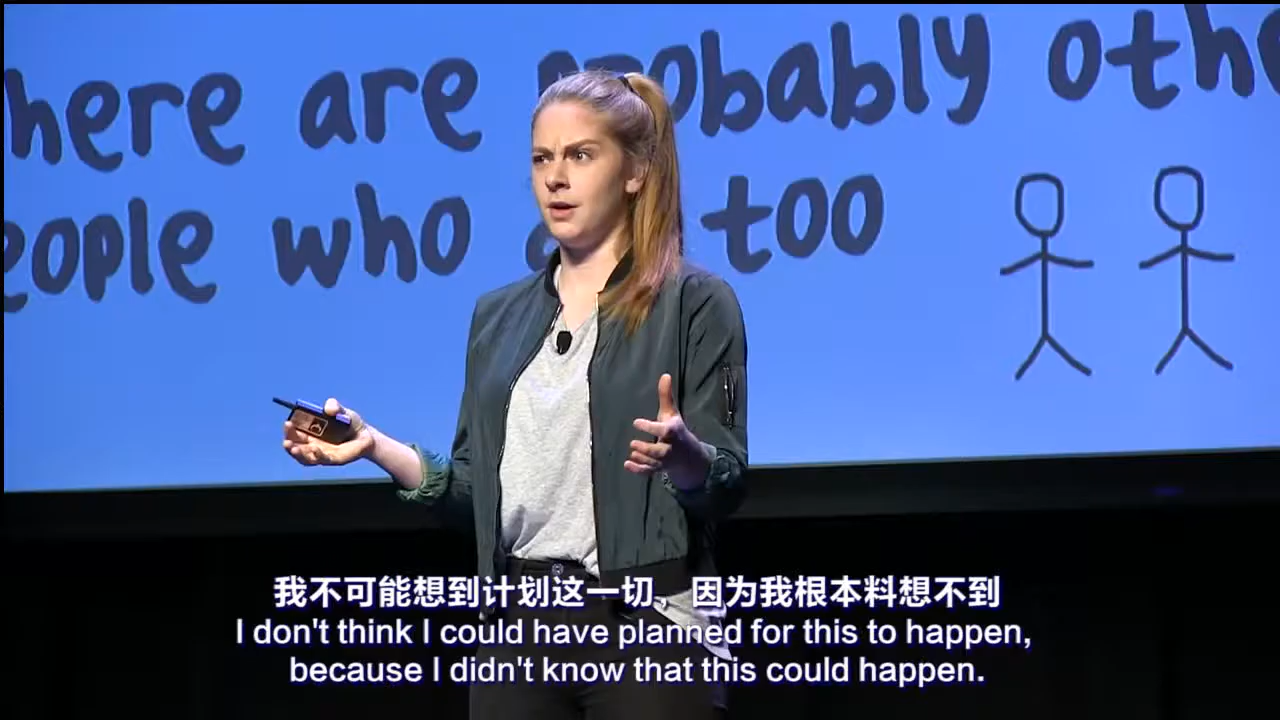 here are probably othe
eople who do too
我不可能想到计划这一切、因为我根本料想不到
I don't think I could have planned for this to happen,
because I didn't know that this could happen.